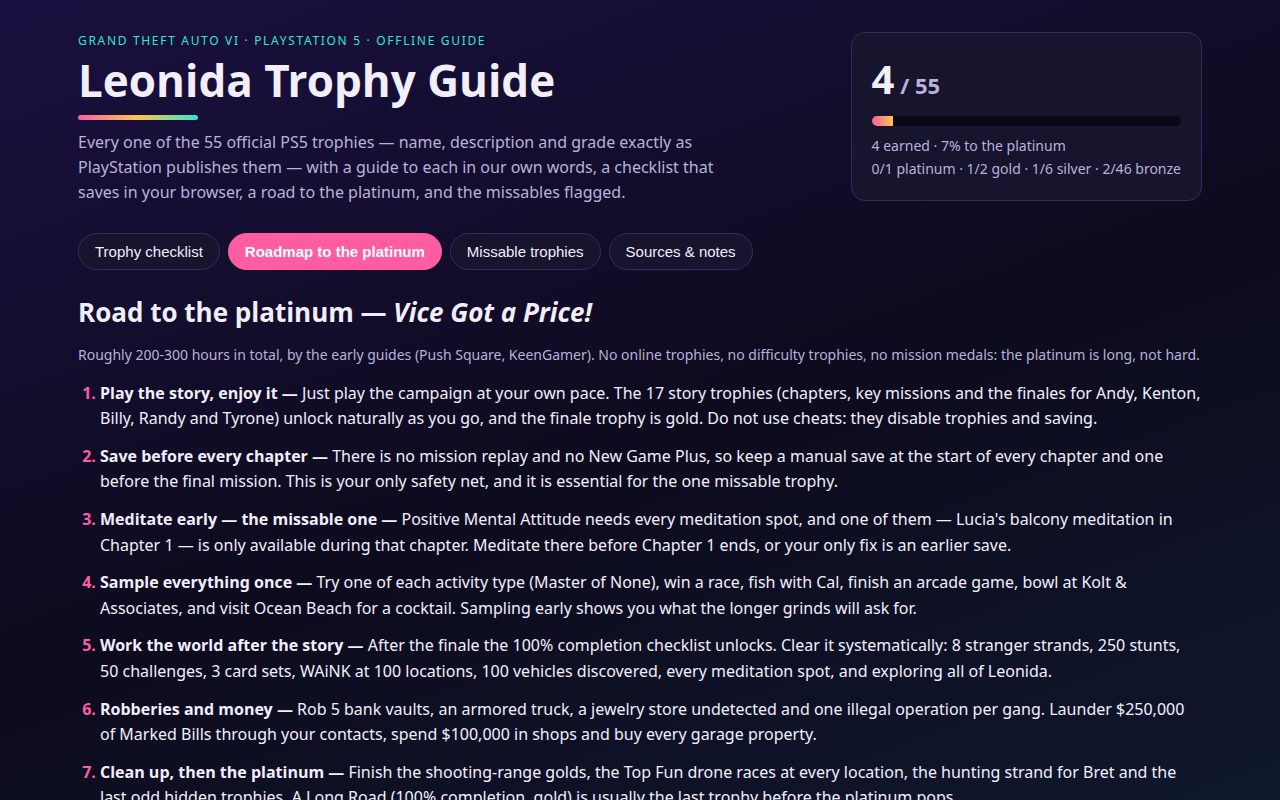 GRAND THEFT AUTO VI · PLAYSTATION 5 · OFFLINE GUIDE
Leonida Trophy Guide
Every one of the 55 official PS5 trophies — name, description and grade exactly as
PlayStation publishes them — with a guide to each in our own words, a checklist that
saves in your browser, a road to the platinum, and the missables flagged.
4 / 55
4 earned · 7% to the platinum
0/1 platinum · 1/2 gold · 1/6 silver · 2/46 bronze
Trophy checklist
Roadmap to the platinum
Missable trophies
Sources & notes
Road to the platinum — Vice Got a Price!
Roughly 200-300 hours in total, by the early guides (Push Square, KeenGamer). No online trophies, no difficulty trophies, no mission medals: the platinum is long, not hard.
1. Play the story, enjoy it — Just play the campaign at your own pace. The 17 story trophies (chapters, key missions and the finales for Andy, Kenton,
Billy, Randy and Tyrone) unlock naturally as you go, and the finale trophy is gold. Do not use cheats: they disable trophies and saving.
2. Save before every chapter — There is no mission replay and no New Game Plus, so keep a manual save at the start of every chapter and one
before the final mission. This is your only safety net, and it is essential for the one missable trophy.
3. Meditate early — the missable one — Positive Mental Attitude needs every meditation spot, and one of them — Lucia's balcony meditation in
Chapter 1 — is only available during that chapter. Meditate there before Chapter 1 ends, or your only fix is an earlier save.
4. Sample everything once — Try one of each activity type (Master of None), win a race, fish with Cal, finish an arcade game, bowl at Kolt &
Associates, and visit Ocean Beach for a cocktail. Sampling early shows you what the longer grinds will ask for.
5. Work the world after the story — After the finale the 100% completion checklist unlocks. Clear it systematically: 8 stranger strands, 250 stunts,
50 challenges, 3 card sets, WAiNK at 100 locations, 100 vehicles discovered, every meditation spot, and exploring all of Leonida.
6. Robberies and money — Rob 5 bank vaults, an armored truck, a jewelry store undetected and one illegal operation per gang. Launder $250,000
of Marked Bills through your contacts, spend $100,000 in shops and buy every garage property.
7. Clean up, then the platinum — Finish the shooting-range golds, the Top Fun drone races at every location, the hunting strand for Bret and the
last odd hidden trophies. A Long Road (100% completion, gold) is usually the last trophy before the platinum pops.